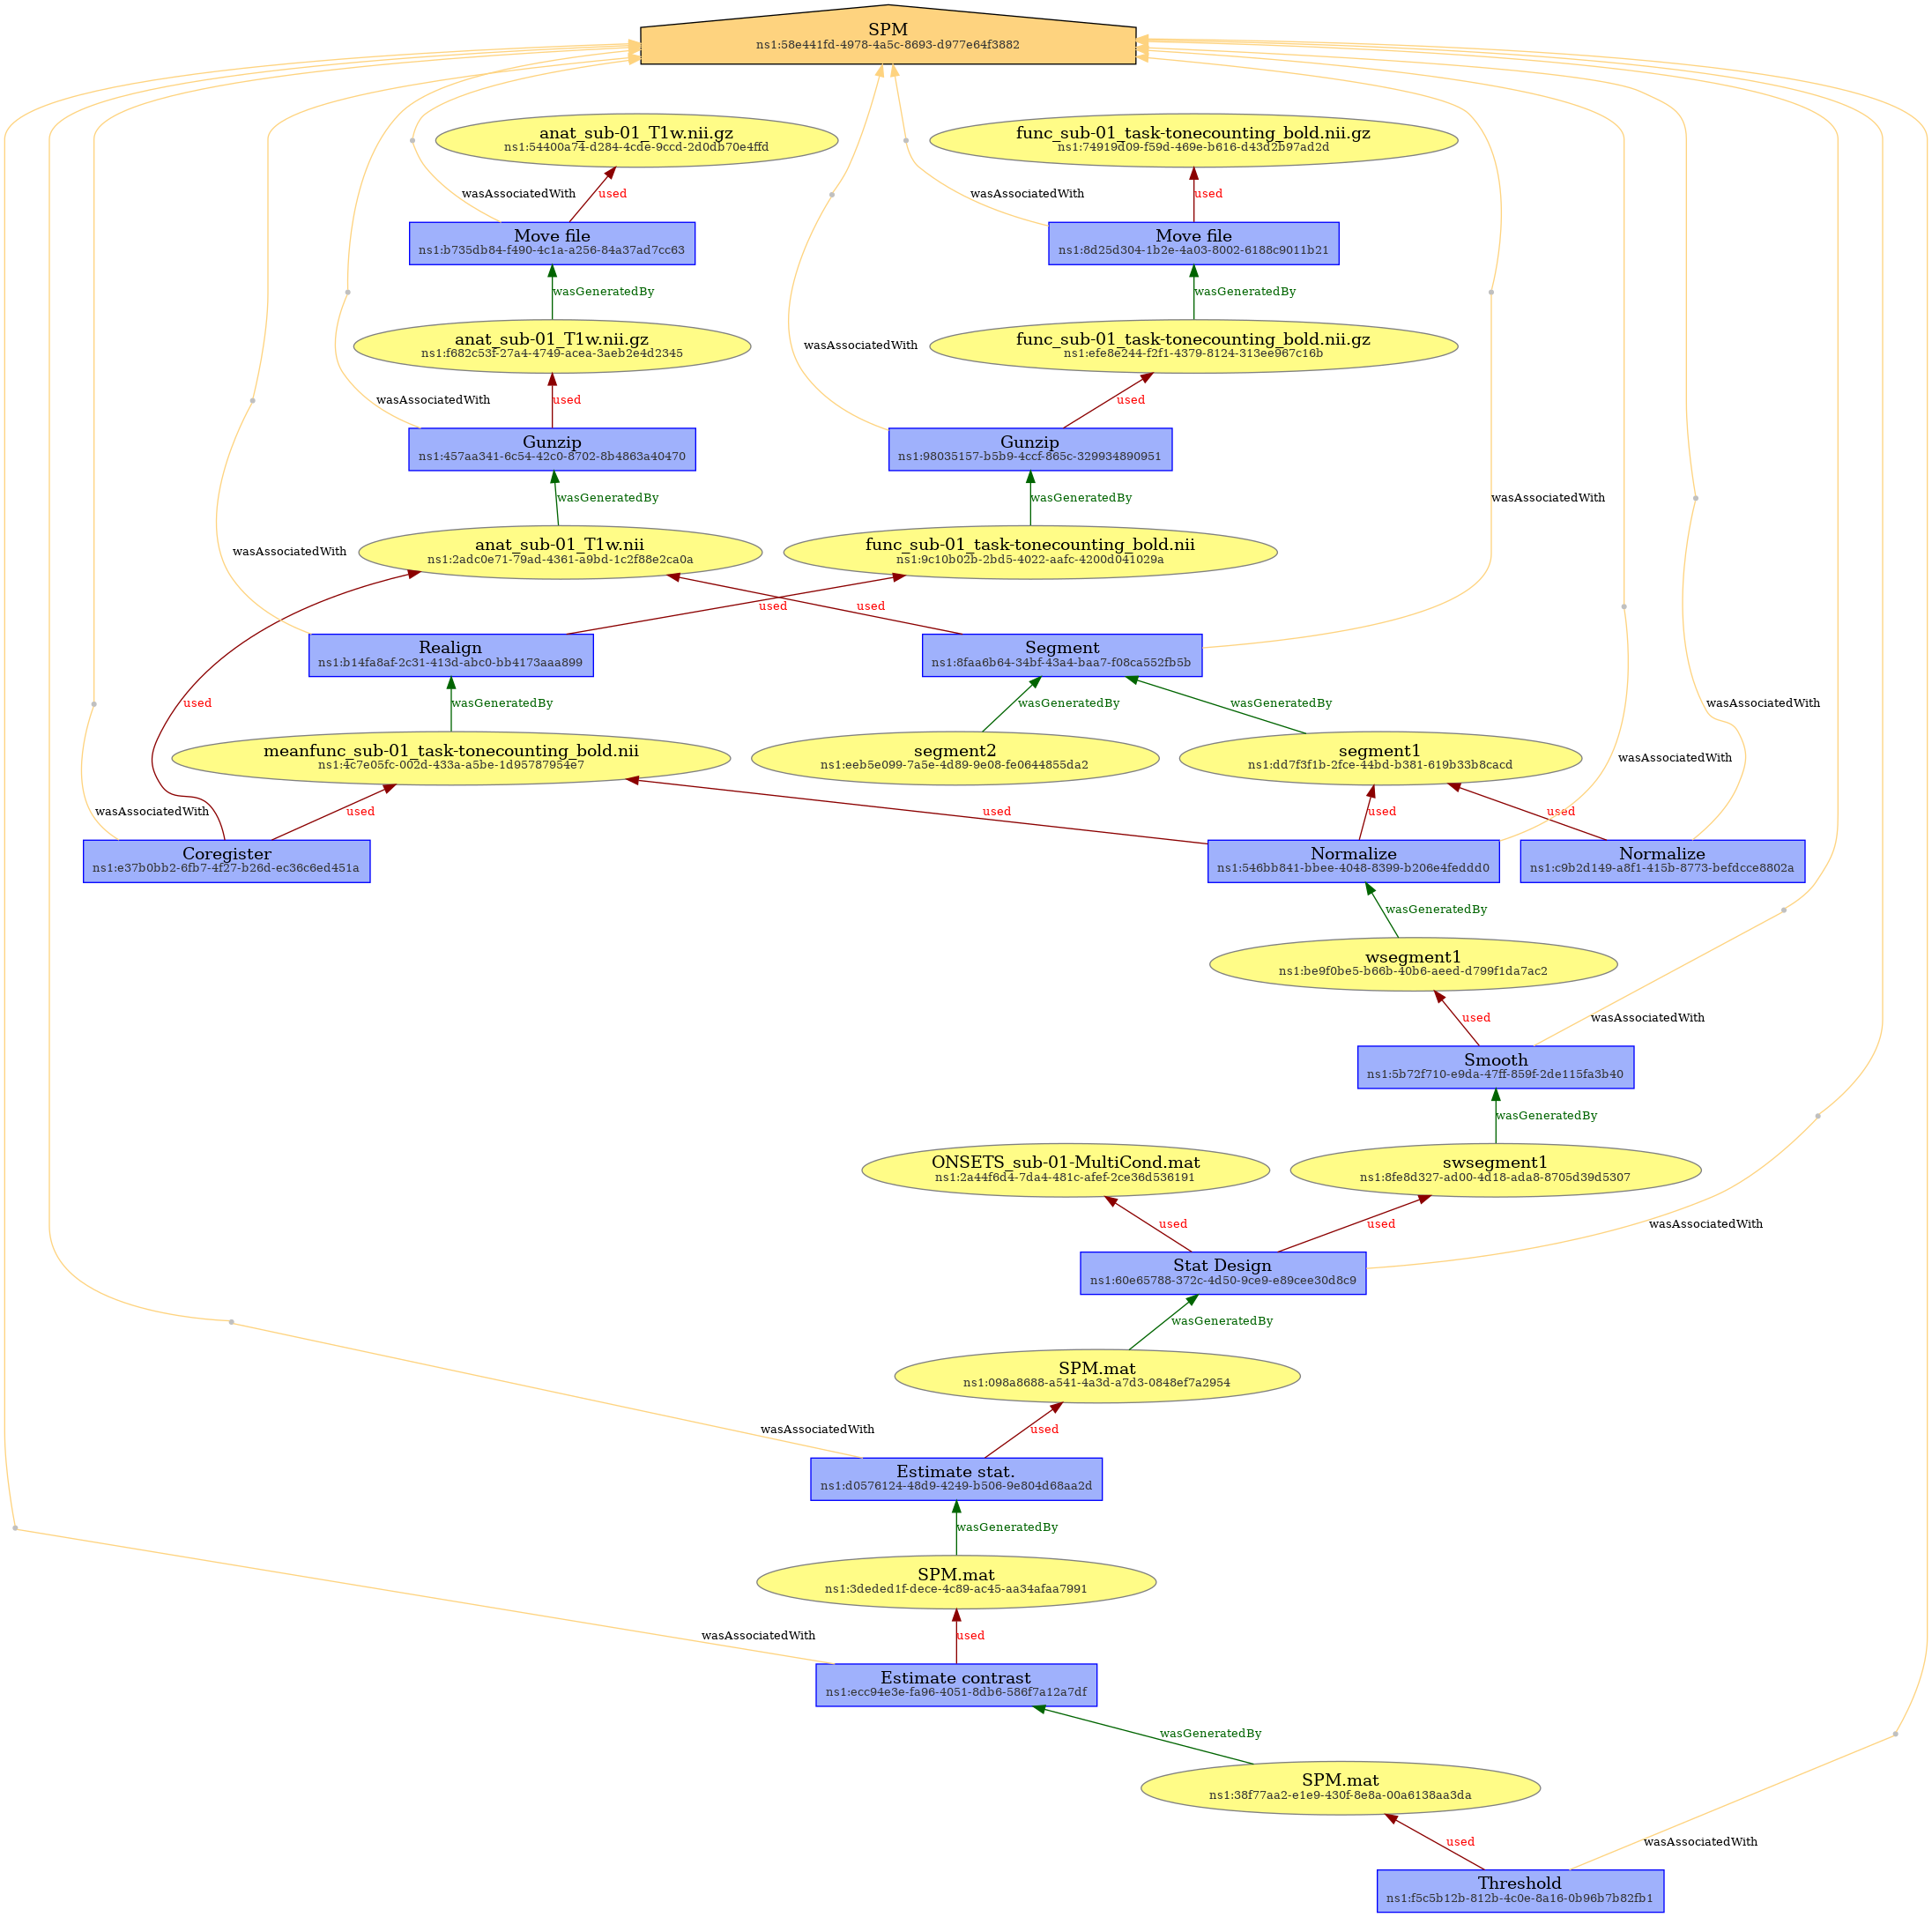 SPM
ns1:58e441fd-4978-4a5c-8693-d977e64f3882
anat_sub-01_T1w.nii.gz
ns1:54400a74-d284-4cde-9ccd-2d0db70e4ffd
func_sub-01_task-tonecounting_bold.nii.gz
ns1:74919d09-f59d-469e-b616-d43d2b97ad2d
wasAssociatedWith
used
wasAssociatedWith
used
Move file
ns1:b735db84-f490-4c1a-a256-84a37ad7cc63
Move file
ns1:8d25d304-1b2e-4a03-8002-6188c9011b21
wasGeneratedBy
wasGeneratedBy
anat_sub-01_T1w.nii.gz
ns1:f682c53f-27a4-4749-acea-3aeb2e4d2345
wasAssociatedWith
func_sub-01_task-tonecounting_bold.nii.gz
ns1:efe8e244-f2f1-4379-8124-313ee967c16b
wasAssociatedWith
used
used
Gunzip
ns1:457aa341-6c54-42c0-8702-8b4863a40470
Gunzip
ns1:98035157-b5b9-4ccf-865c-329934890951
wasGeneratedBy
wasGeneratedBy
wasAssociatedWith
wasAssociatedWith
anat_sub-01_T1w.nii
ns1:2adc0e71-79ad-4361-a9bd-1c2f88e2ca0a
func_sub-01_task-tonecounting_bold.nii
ns1:9c10b02b-2bd5-4022-aafc-4200d041029a
used
used
Realign
ns1:b14fa8af-2c31-413d-abc0-bb4173aaa899
Segment
ns1:8faa6b64-34bf-43a4-baa7-f08ca552fb5b
used
wasGeneratedBy
wasGeneratedBy
wasGeneratedBy
wasAssociatedWith
meanfunc_sub-01_task-tonecounting_bold.nii
ns1:4c7e05fc-002d-433a-a5be-1d95787954e7
segment2
ns1:eeb5e099-7a5e-4d89-9e08-fe0644855da2
segment1
ns1:dd7f3f1b-2fce-44bd-b381-619b33b8cacd
wasAssociatedWith
wasAssociatedWith
used
used
used
used
Coregister
ns1:e37b0bb2-6fb7-4f27-b26d-ec36c6ed451a
Normalize
ns1:546bb841-bbee-4048-8399-b206e4feddd0
Normalize
ns1:c9b2d149-a8f1-415b-8773-befdcce8802a
wasGeneratedBy
wsegment1
ns1:be9f0be5-b66b-40b6-aeed-d799f1da7ac2
used
wasAssociatedWith
Smooth
ns1:5b72f710-e9da-47ff-859f-2de115fa3b40
wasGeneratedBy
ONSETS_sub-01-MultiCond.mat
ns1:2a44f6d4-7da4-481c-afef-2ce36d536191
swsegment1
ns1:8fe8d327-ad00-4d18-ada8-8705d39d5307
used
used
wasAssociatedWith
Stat Design
ns1:60e65788-372c-4d50-9ce9-e89cee30d8c9
wasGeneratedBy
SPM.mat
ns1:098a8688-a541-4a3d-a7d3-0848ef7a2954
wasAssociatedWith
used
Estimate stat.
ns1:d0576124-48d9-4249-b506-9e804d68aa2d
wasGeneratedBy
SPM.mat
ns1:3deded1f-dece-4c89-ac45-aa34afaa7991
wasAssociatedWith
used
Estimate contrast
ns1:ecc94e3e-fa96-4051-8db6-586f7a12a7df
wasGeneratedBy
SPM.mat
ns1:38f77aa2-e1e9-430f-8e8a-00a6138aa3da
used
wasAssociatedWith
Threshold
ns1:f5c5b12b-812b-4c0e-8a16-0b96b7b82fb1